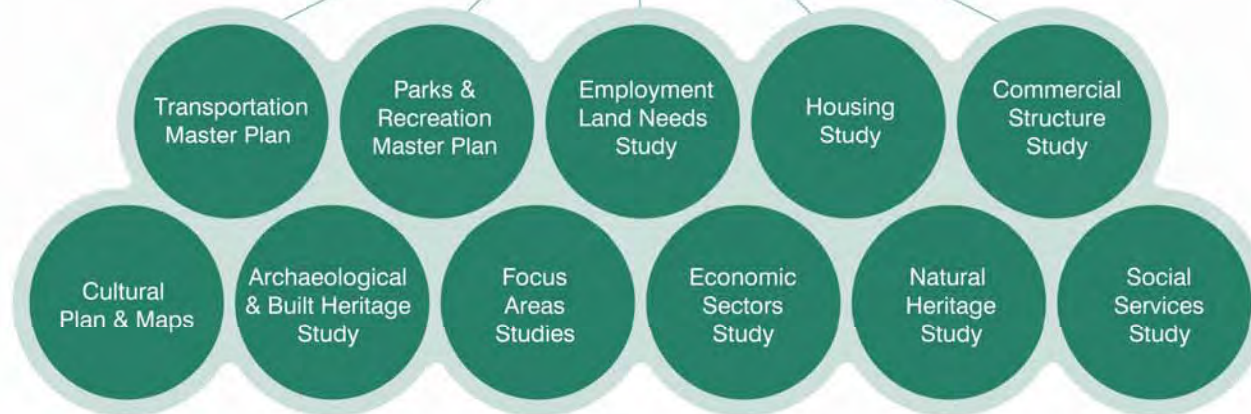 Transportation
Master Plan
Parks &
Recreation
Master Plan
Employment
Land Needs
Study
Housing
Study
Commercial
Structure
Study
Cultural
Plan & Maps
Archaeological
& Built Heritage
Study
Focus
Areas
Studies
Economic
Sectors
Study
Natural
Heritage
Study
Social
Services
Study